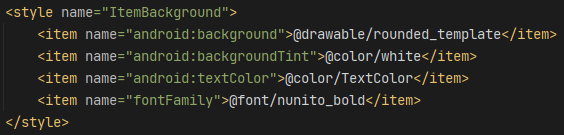 <style name="ItemBackground">
    <item name="android:background">@drawable/rounded_template</item>
    <item name="android:backgroundTint">@color/white</item>
    <item name="android:textColor">@color/TextColor</item>
    <item name="fontFamily">@font/nunito_bold</item>
</style>